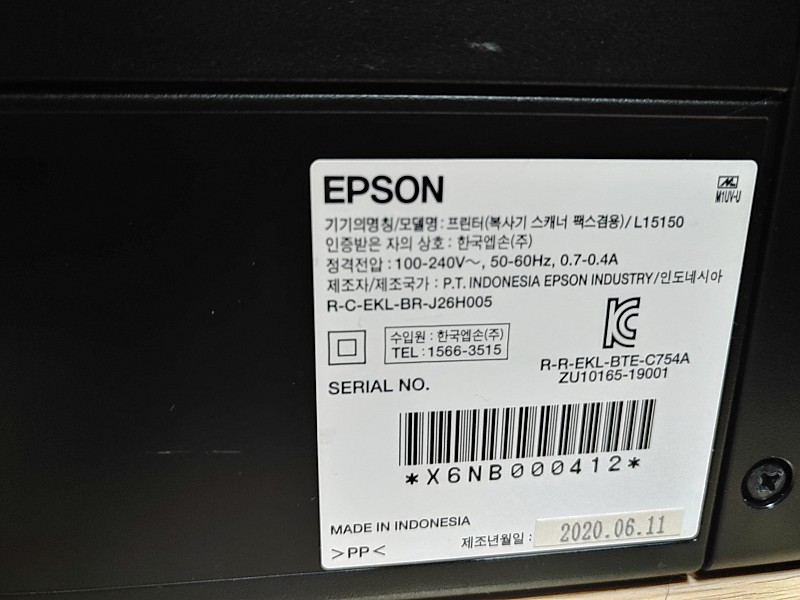 EPSON
M1UV-U
기기의명칭/모델명 : 프린터(복사기 스캐너 팩스겸용)/ L15150
인증받은 자의 상호 : 한국엡손(주)
정격전압 : 100-240V～, 50-60Hz, 0.7-0.4A
제조자/제조국가 : P.T. INDONESIA EPSON INDUSTRY/인도네시아
R-C-EKL-BR-J26H005
수입원 : 한국엡손(주)
TEL : 1566-3515
R-R-EKL-BTE-C754A
ZU10165-19001
SERIAL NO.
*X6NB000412*
MADE IN INDONESIA
>PP<
제조년월일 : 2020.06.11